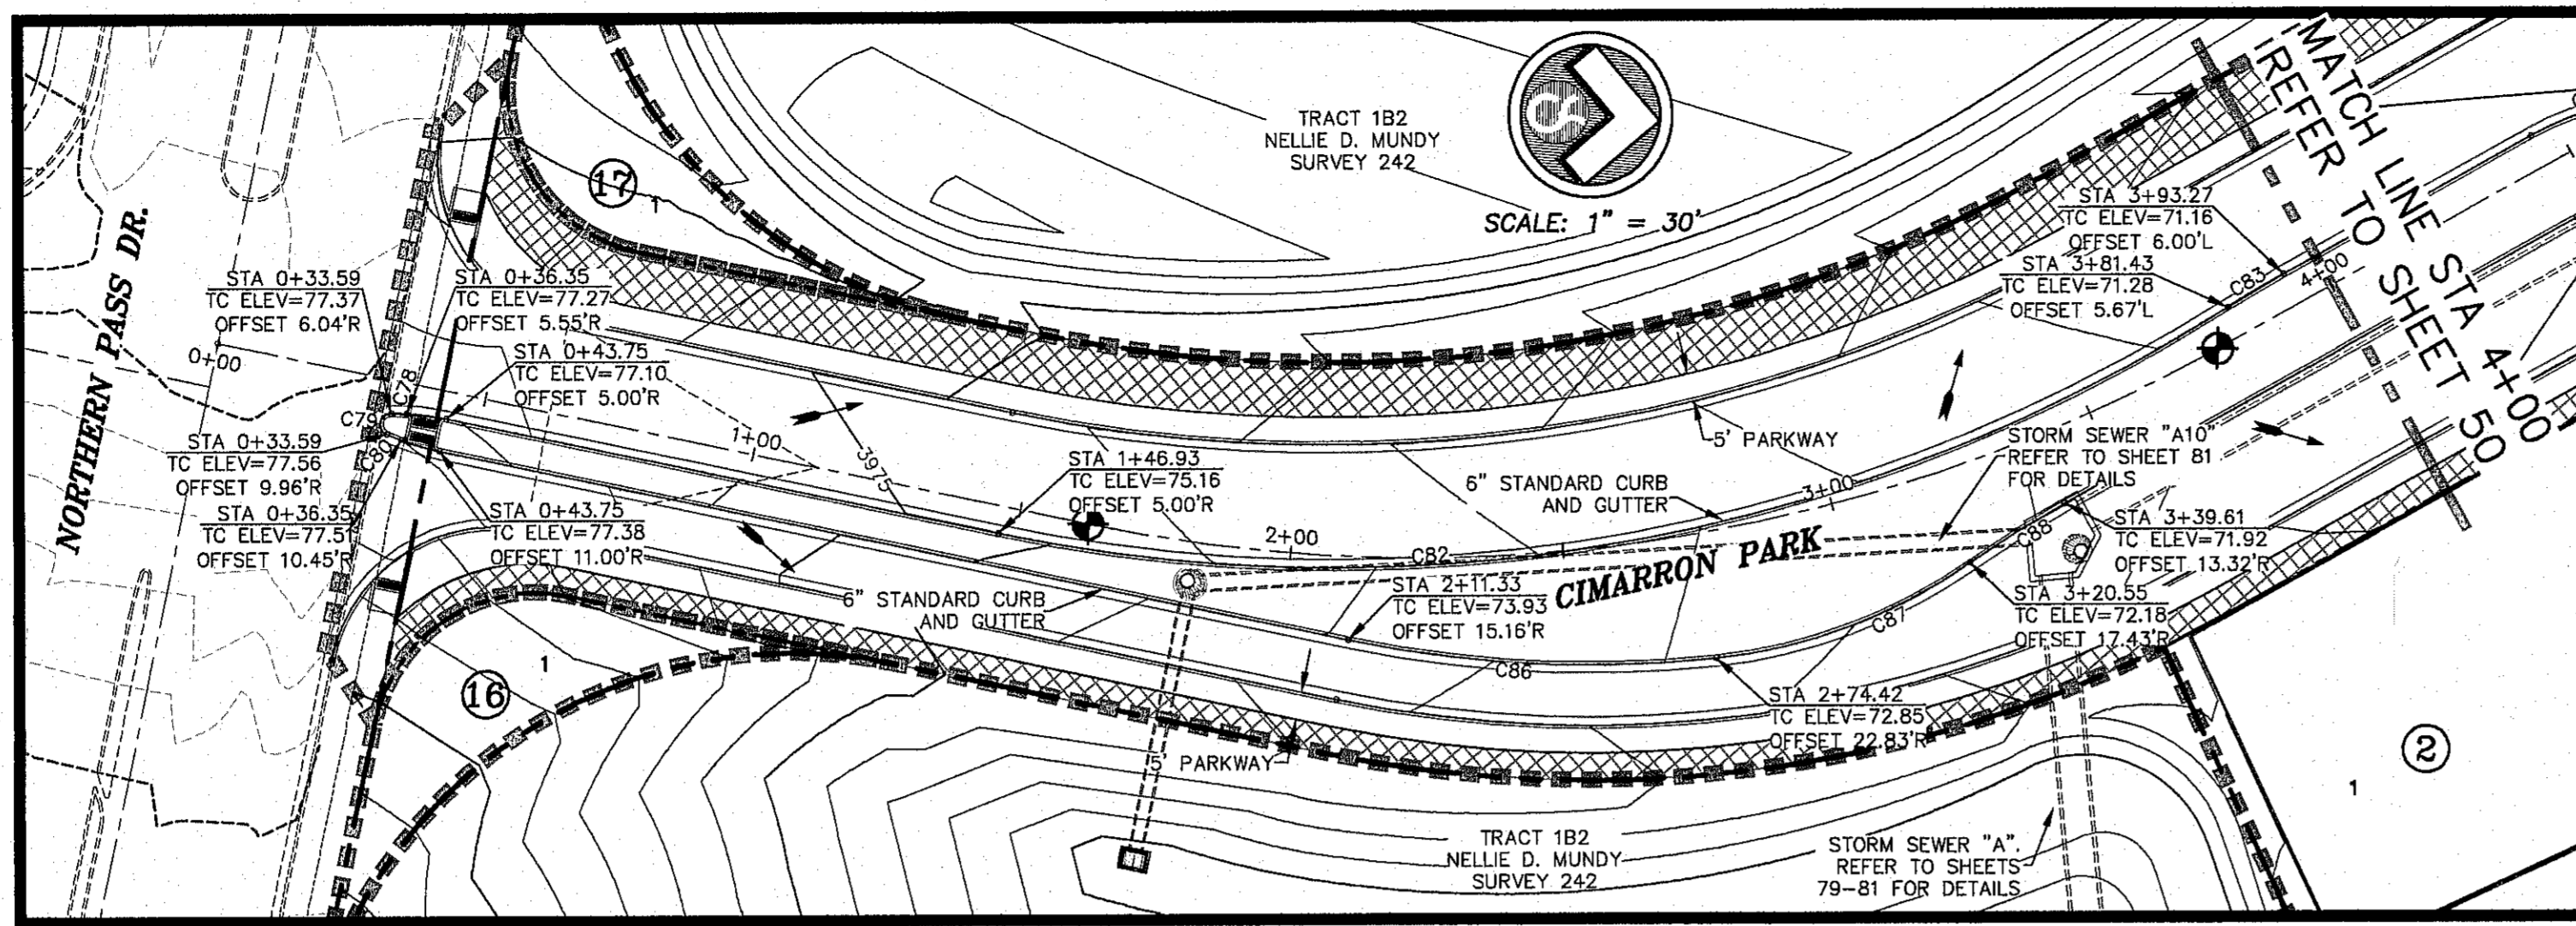 TRACT 1B2
NELLIE D. MUNDY
SURVEY 242
SCALE: 1" = 30'
MATCH LINE STA 4+00
REFER TO SHEET 50
NORTHERN PASS DR.
17
STA 0+33.59
TC ELEV=77.37
OFFSET 6.04'R
STA 0+36.35
TC ELEV=77.27
OFFSET 5.55'R
STA 0+43.75
TC ELEV=77.10
OFFSET 5.00'R
0+00
C78
C79
C80
STA 0+33.59
TC ELEV=77.56
OFFSET 9.96'R
STA 0+36.35
TC ELEV=77.51
OFFSET 10.45'R
STA 0+43.75
TC ELEV=77.38
OFFSET 11.00'R
1+00
3975
STA 1+46.93
TC ELEV=75.16
OFFSET 5.00'R
2+00
C82
6" STANDARD CURB
AND GUTTER
5' PARKWAY
3+00
STA 3+93.27
TC ELEV=71.16
OFFSET 6.00'L
STA 3+81.43
TC ELEV=71.28
OFFSET 5.67'L
C83
4+00
STORM SEWER "A10"
REFER TO SHEET 81
FOR DETAILS
CIMARRON PARK
C88
STA 3+39.61
TC ELEV=71.92
OFFSET 13.32'R
STA 3+20.55
TC ELEV=72.18
OFFSET 17.43'R
C87
6" STANDARD CURB
AND GUTTER
STA 2+11.33
TC ELEV=73.93
OFFSET 15.16'R
C86
STA 2+74.42
TC ELEV=72.85
OFFSET 22.83'R
1
16
5' PARKWAY
TRACT 1B2
NELLIE D. MUNDY
SURVEY 242
STORM SEWER "A".
REFER TO SHEETS
79-81 FOR DETAILS
2
1